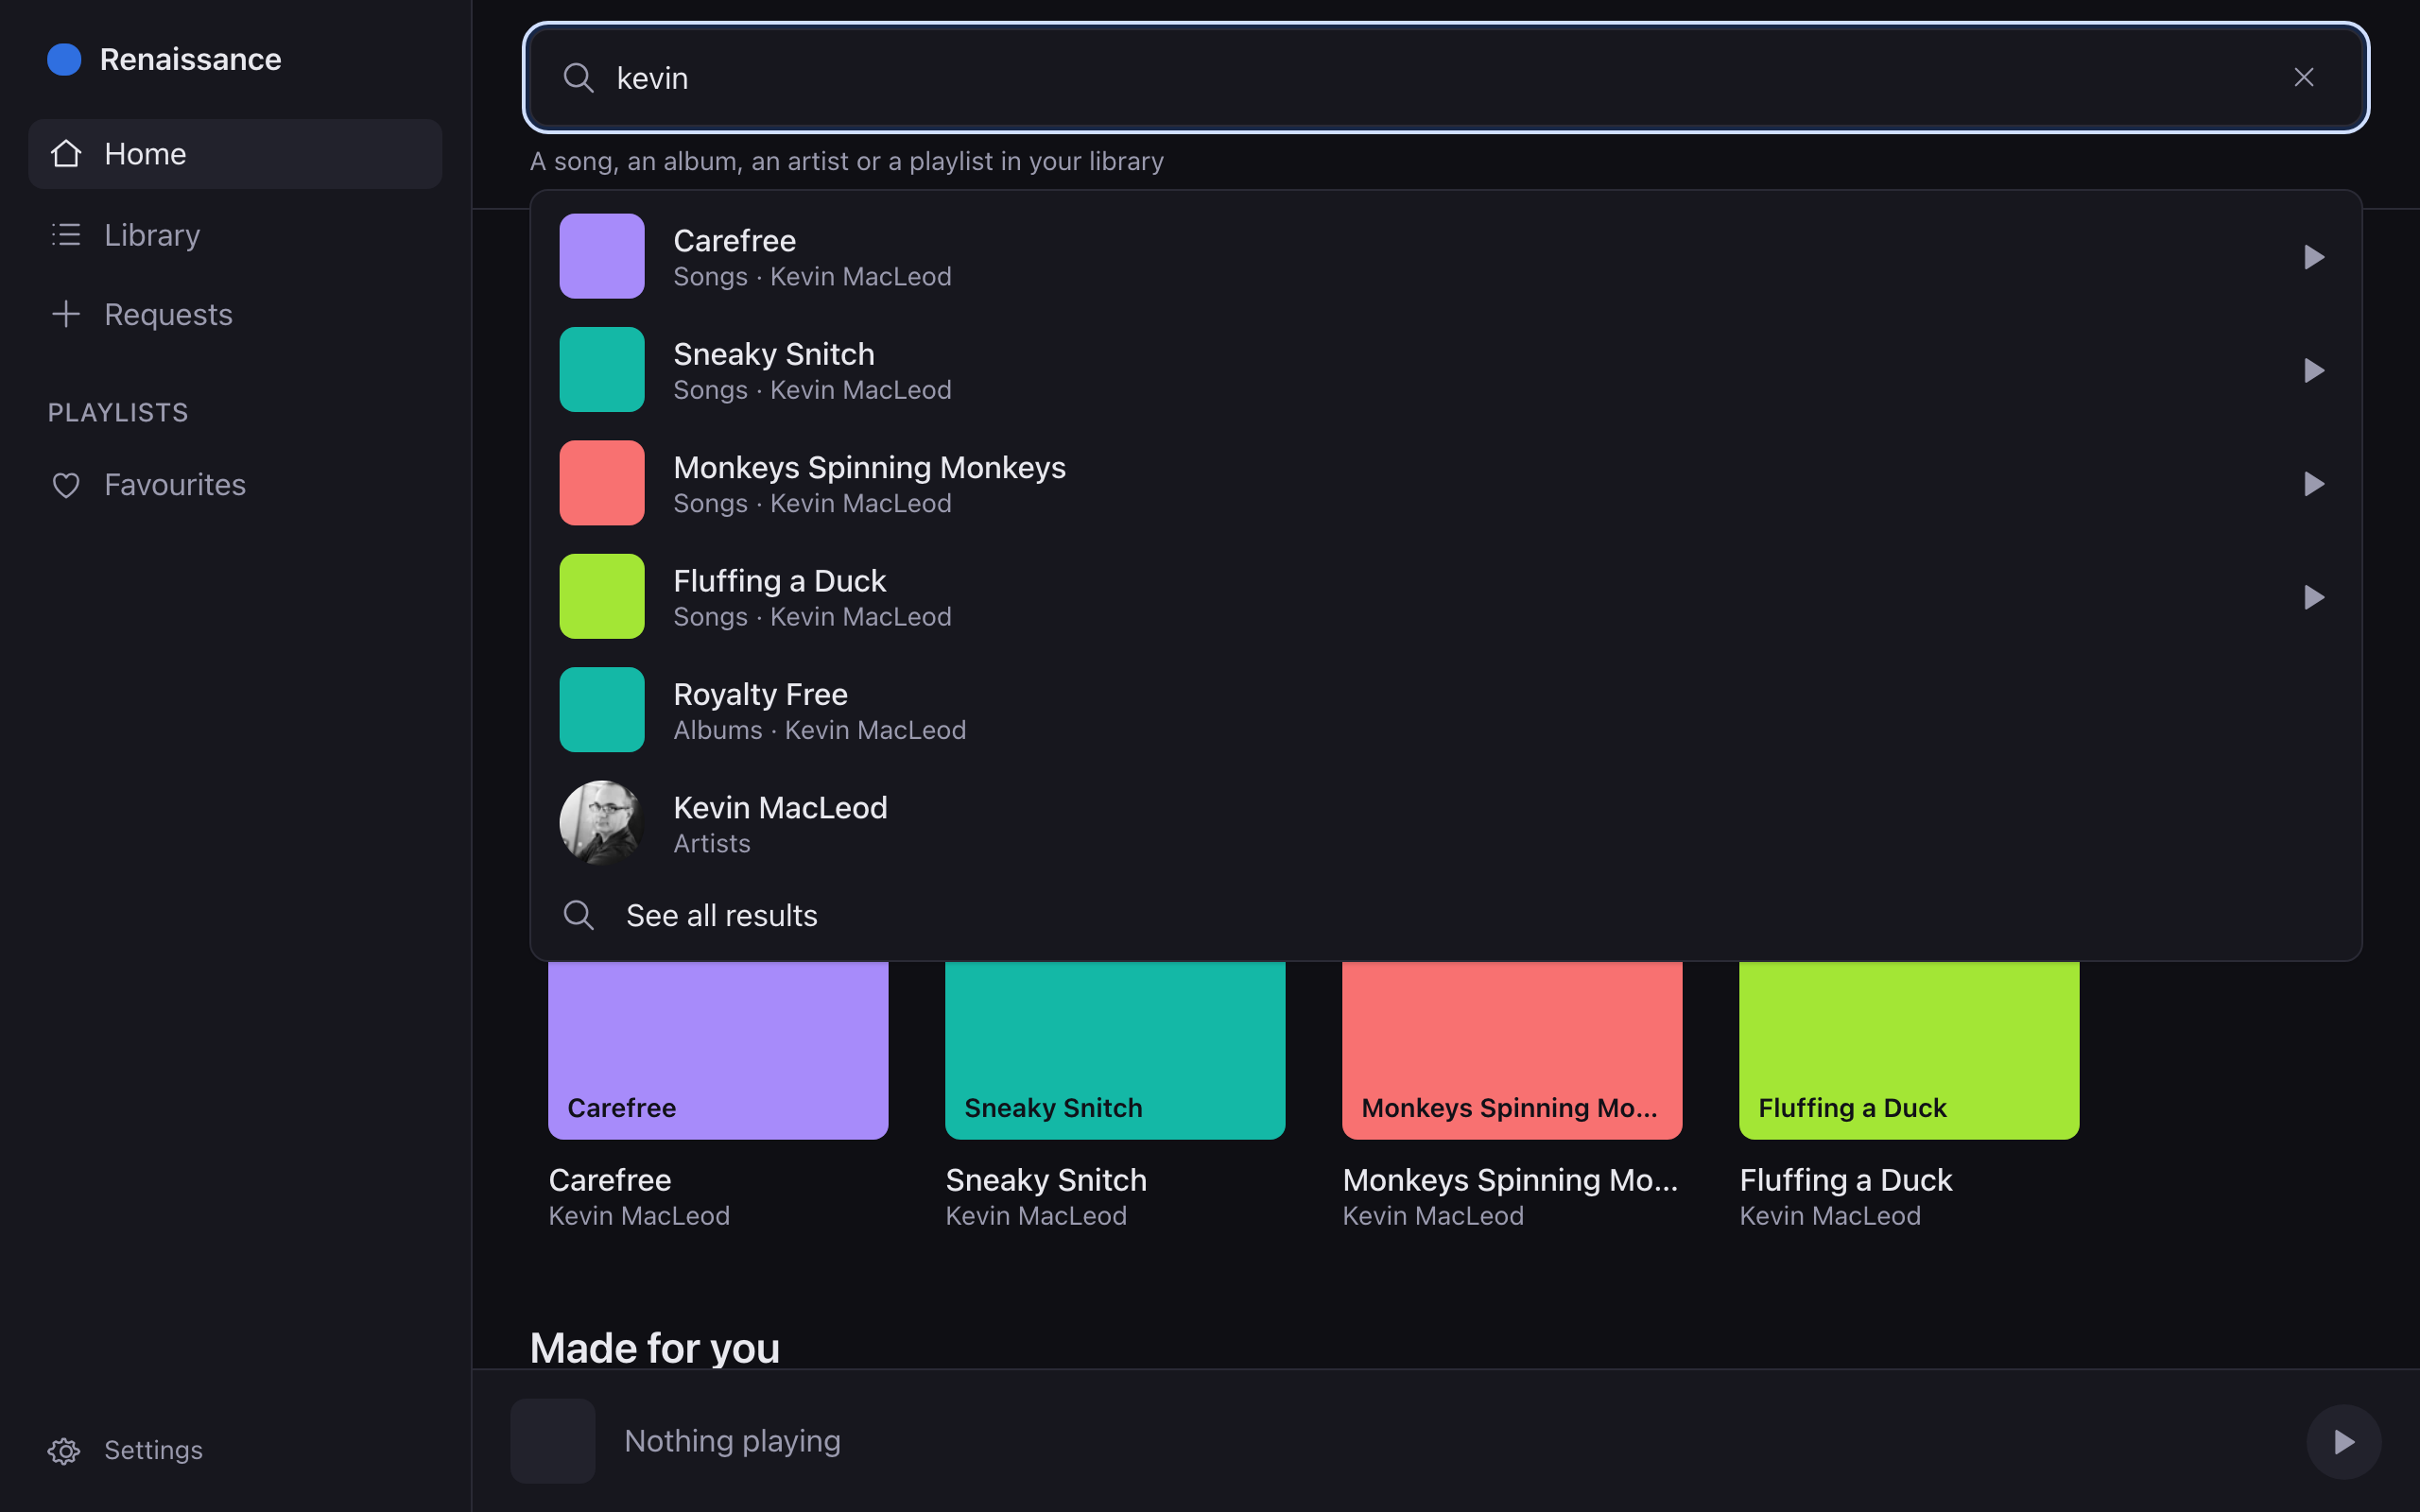 Renaissance
Home
Library
Requests
PLAYLISTS
Favourites
Settings
kevin
A song, an album, an artist or a playlist in your library
Carefree
Songs · Kevin MacLeod
Sneaky Snitch
Songs · Kevin MacLeod
Monkeys Spinning Monkeys
Songs · Kevin MacLeod
Fluffing a Duck
Songs · Kevin MacLeod
Royalty Free
Albums · Kevin MacLeod
Kevin MacLeod
Artists
See all results
Carefree
Sneaky Snitch
Monkeys Spinning Mo...
Fluffing a Duck
Carefree
Kevin MacLeod
Sneaky Snitch
Kevin MacLeod
Monkeys Spinning Mo...
Kevin MacLeod
Fluffing a Duck
Kevin MacLeod
Made for you
Nothing playing